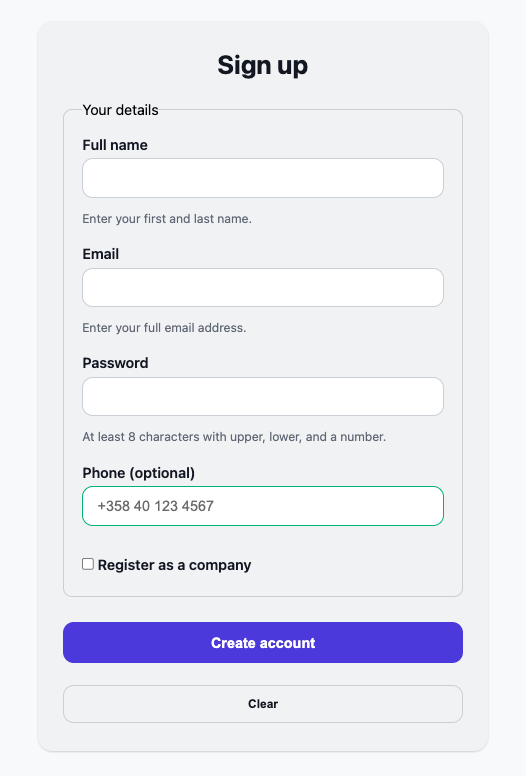 Sign up
Your details
Full name
Enter your first and last name.
Email
Enter your full email address.
Password
At least 8 characters with upper, lower, and a number.
Phone (optional)
+358 40 123 4567
Register as a company
Create account
Clear